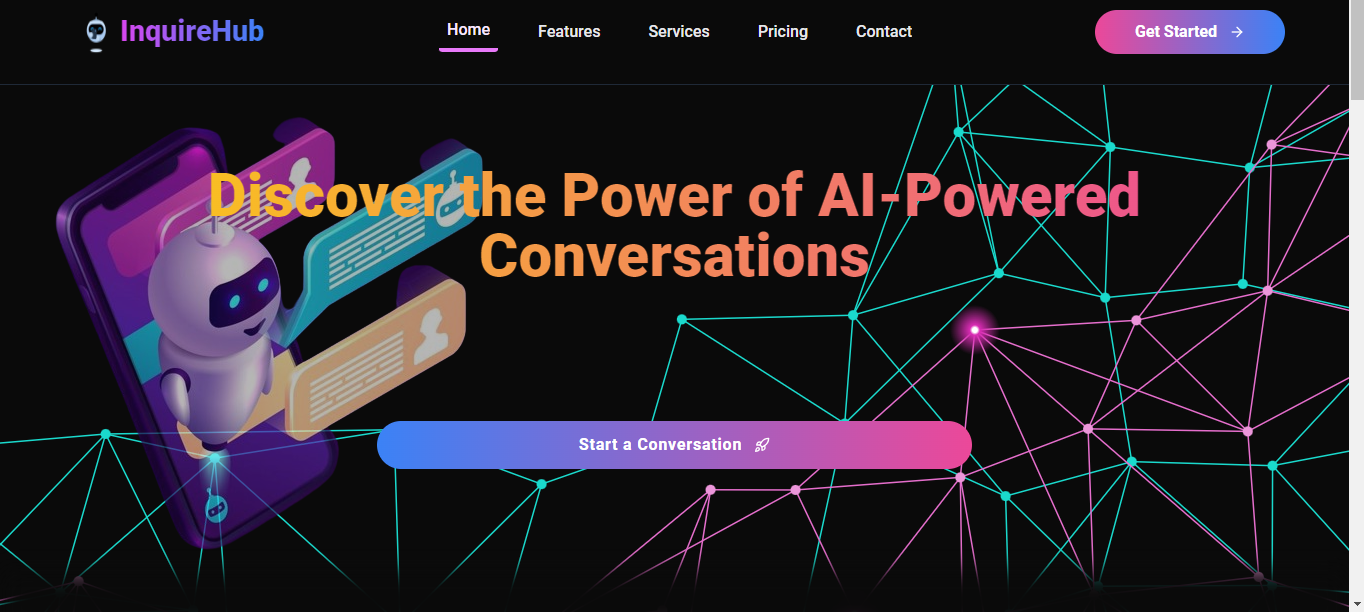 InquireHub
Home
Features
Services
Pricing
Contact
Get Started
Discover the Power of AI-Powered
Conversations
Start a Conversation